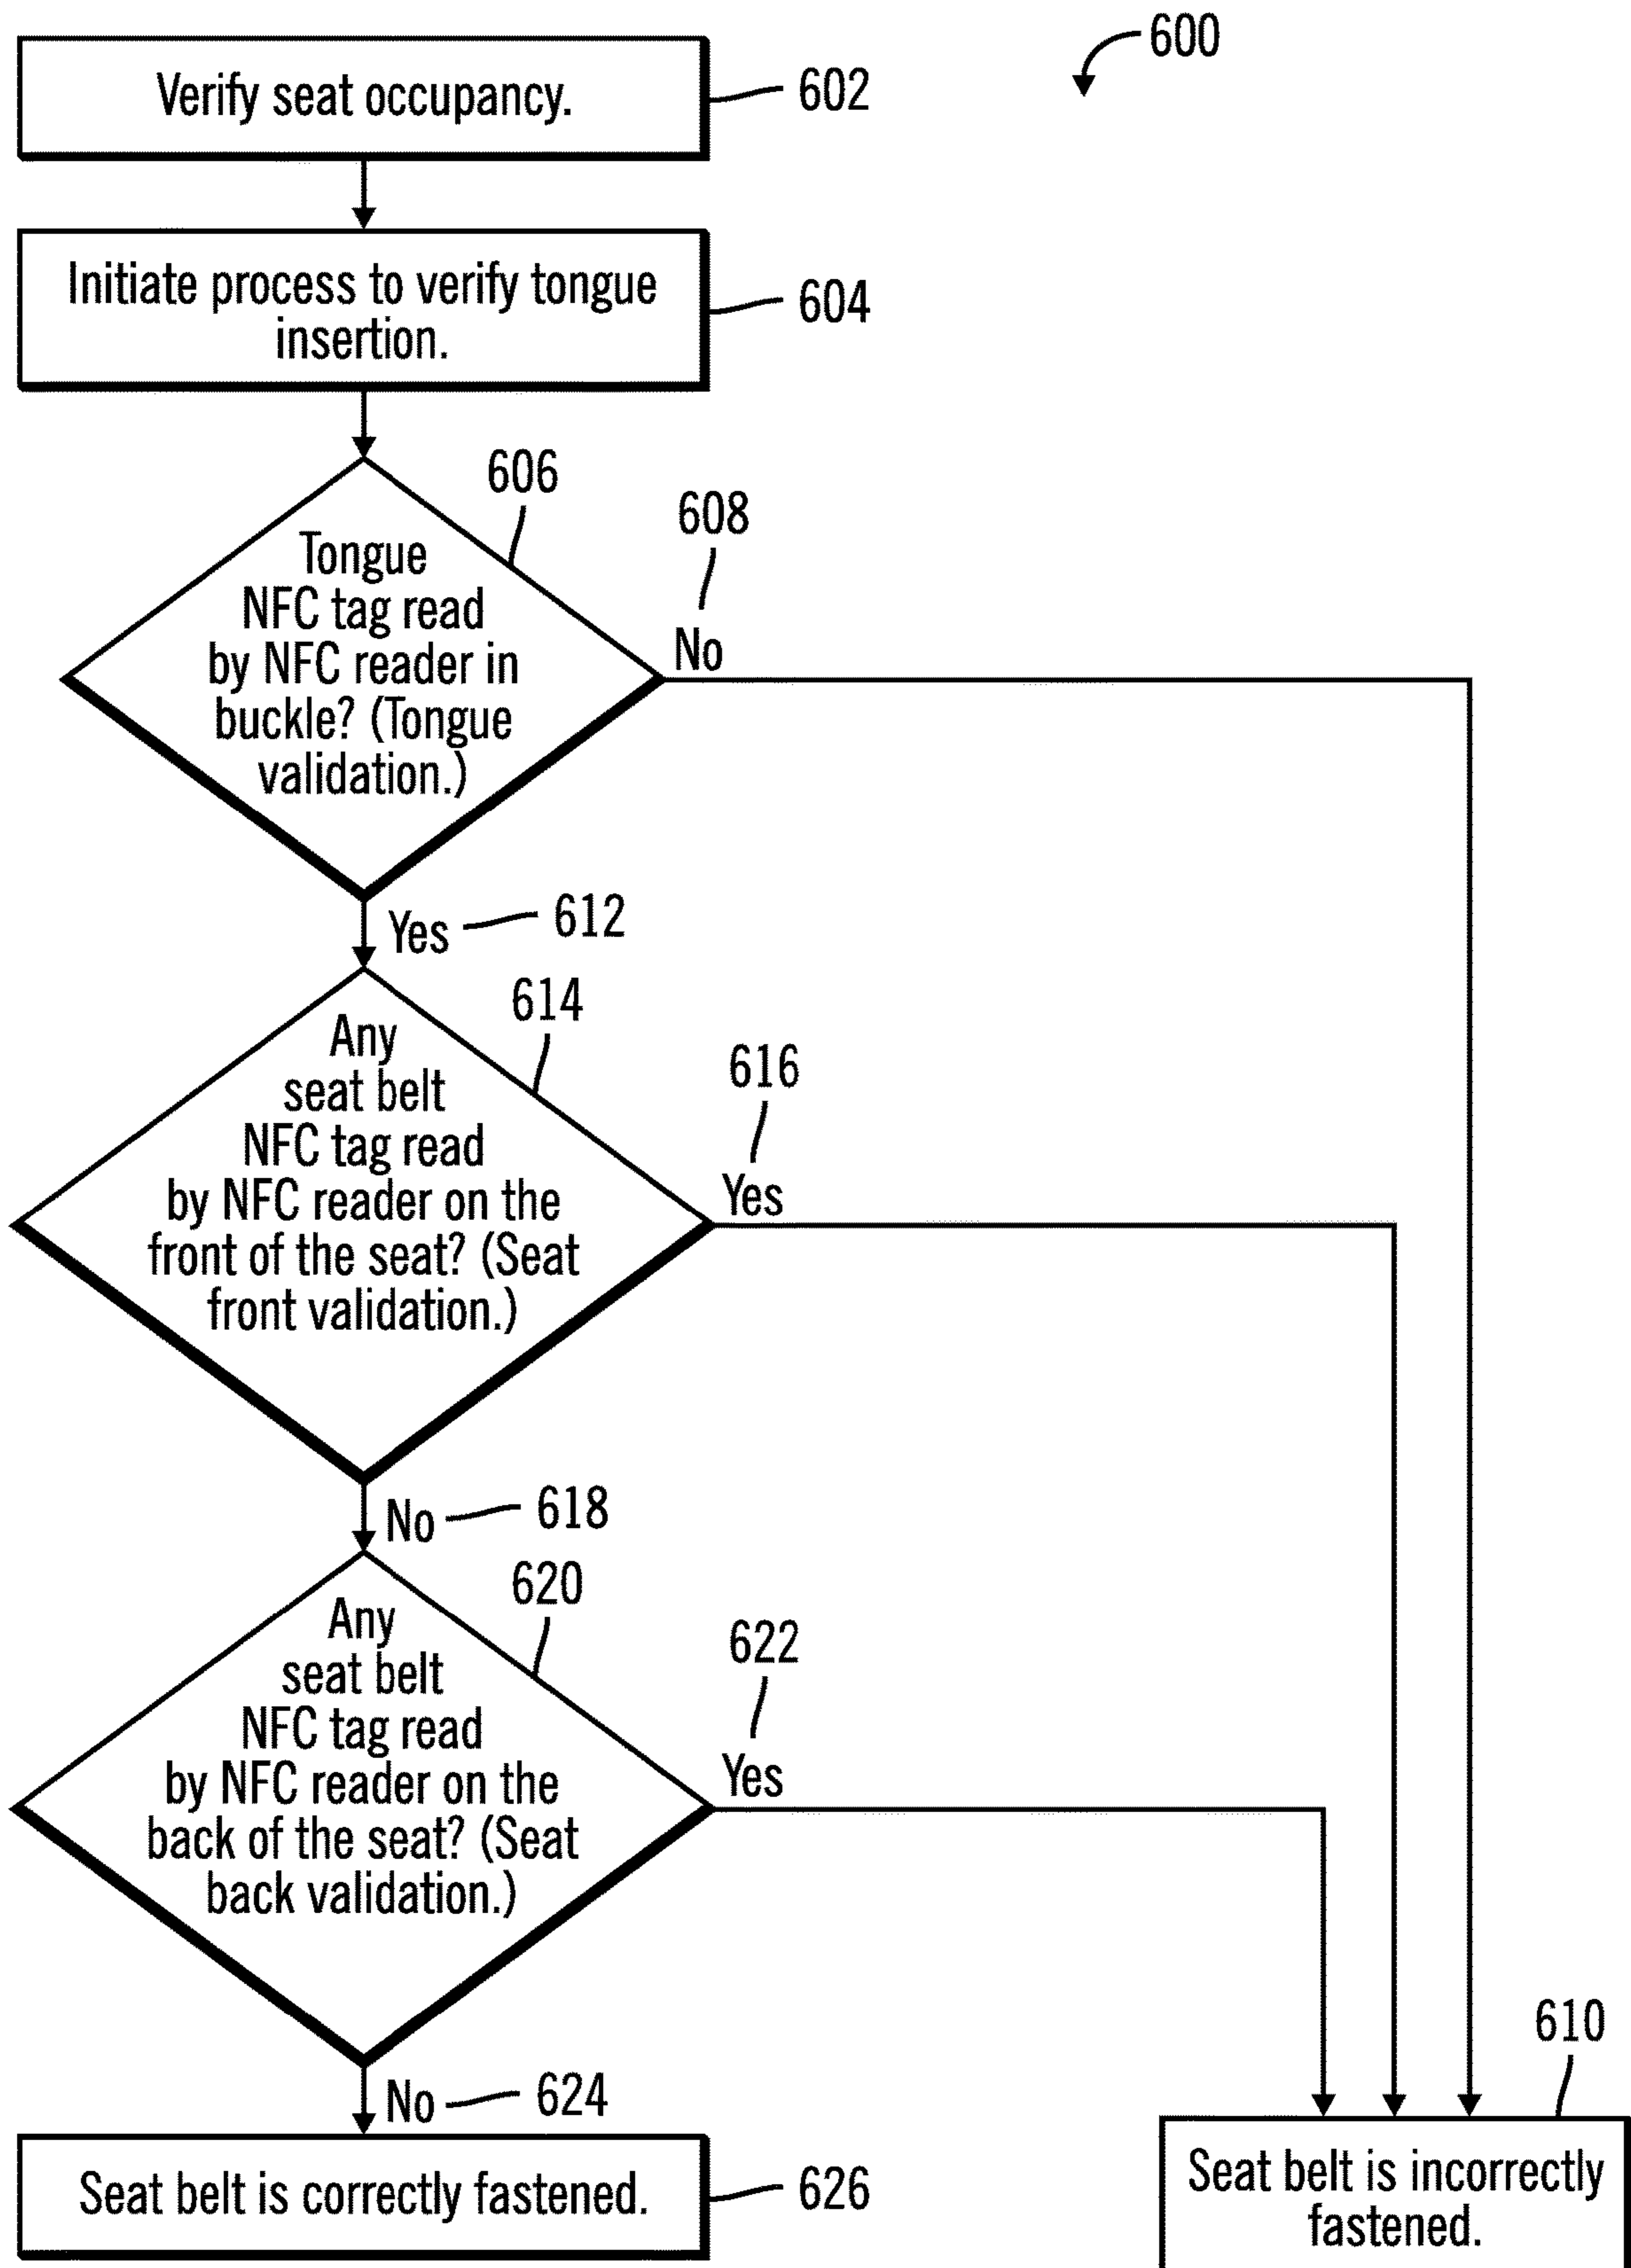 600
Verify seat occupancy.
602
Initiate process to verify tongue
insertion.
604
606
608
Tongue
NFC tag read
by NFC reader in
buckle? (Tongue
validation.)
No
Yes
612
614
616
Any
seat belt
NFC tag read
by NFC reader on the
front of the seat? (Seat
front validation.)
Yes
No
618
620
622
Any
seat belt
NFC tag read
by NFC reader on the
back of the seat? (Seat
back validation.)
Yes
No
624
610
Seat belt is correctly fastened.
626
Seat belt is incorrectly
fastened.